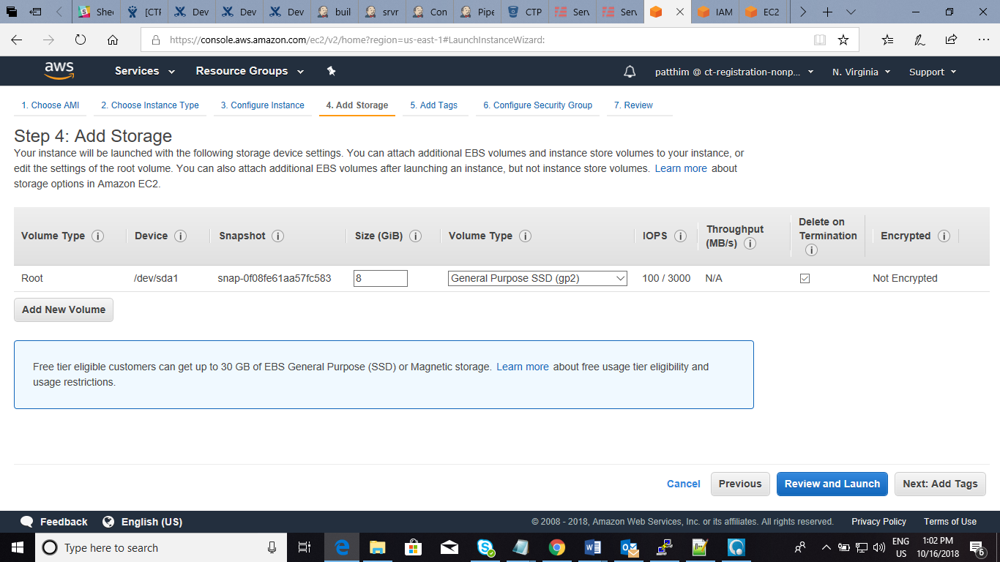 Shee
[CTF
Dev
Dev
Dev
buil
srvr
Con
Pipe
CTP
Serv
Serv
IAM
EC2
https://console.aws.amazon.com/ec2/v2/home?region=us-east-1#LaunchInstanceWizard:
aws
Services
Resource Groups
patthim @ ct-registration-nonp...
N. Virginia
Support
1. Choose AMI
2. Choose Instance Type
3. Configure Instance
4. Add Storage
5. Add Tags
6. Configure Security Group
7. Review
Step 4: Add Storage
Your instance will be launched with the following storage device settings. You can attach additional EBS volumes and instance store volumes to your instance, or
edit the settings of the root volume. You can also attach additional EBS volumes after launching an instance, but not instance store volumes. Learn more about
storage options in Amazon EC2.
Volume Type
Device
Snapshot
Size (GiB)
Volume Type
IOPS
Throughput
(MB/s)
Delete on
Termination
Encrypted
Root
/dev/sda1
snap-0f08fe61aa57fc583
8
General Purpose SSD (gp2)
100 / 3000
N/A
Not Encrypted
Add New Volume
Free tier eligible customers can get up to 30 GB of EBS General Purpose (SSD) or Magnetic storage. Learn more about free usage tier eligibility and
usage restrictions.
Cancel
Previous
Review and Launch
Next: Add Tags
Feedback
English (US)
© 2008 - 2018, Amazon Web Services, Inc. or its affiliates. All rights reserved.
Privacy Policy
Terms of Use
Type here to search
ENG
US
1:02 PM
10/16/2018
6